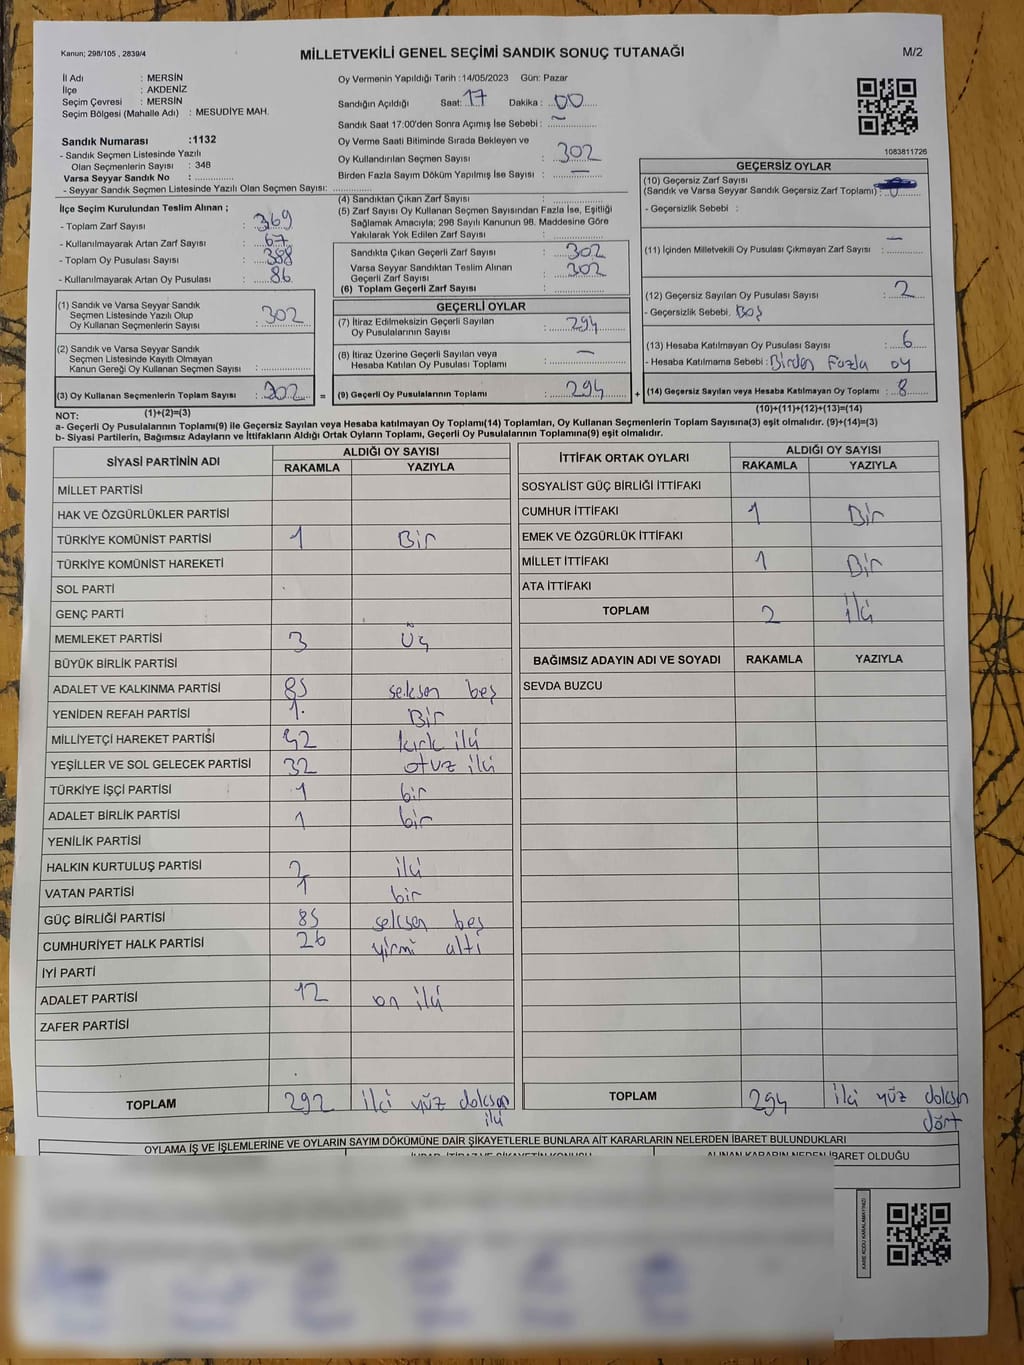 Kanun; 298/105 , 2839/4
MİLLETVEKİLİ GENEL SEÇİMİ SANDIK SONUÇ TUTANAĞI
M/2
İl Adı : MERSİN
İlçe : AKDENİZ
Seçim Çevresi : MERSİN
Seçim Bölgesi (Mahalle Adı) : MESUDİYE MAH.
Sandık Numarası :1132
- Sandık Seçmen Listesinde Yazılı
Olan Seçmenlerin Sayısı : 348
Varsa Seyyar Sandık No : ..............
- Seyyar Sandık Seçmen Listesinde Yazılı Olan Seçmen Sayısı: ..............
Oy Vermenin Yapıldığı Tarih : 14/05/2023 Gün: Pazar
Sandığın Açıldığı Saat: 17 Dakika : 00
Sandık Saat 17:00'den Sonra Açmış İse Sebebi : ..............
Oy Verme Saati Bitiminde Sırada Bekleyen ve
Oy Kullandırılan Seçmen Sayısı : 302
Birden Fazla Sayım Döküm Yapılmış İse Sayısı : —
1083811726
İlçe Seçim Kurulundan Teslim Alınan ;
- Toplam Zarf Sayısı : 369
- Kullanılmayarak Artan Zarf Sayısı : 67
- Toplam Oy Pusulası Sayısı : 388
- Kullanılmayarak Artan Oy Pusulası : 86
(4) Sandıktan Çıkan Zarf Sayısı : ..............
(5) Zarf Sayısı Oy Kullanan Seçmen Sayısından Fazla İse, Eşitliği
Sağlamak Amacıyla; 298 Sayılı Kanunun 98. Maddesine Göre
Yakılarak Yok Edilen Zarf Sayısı : ..............
Sandıkta Çıkan Geçerli Zarf Sayısı : 302
Varsa Seyyar Sandıktan Teslim Alınan
Geçerli Zarf Sayısı : 302
(6) Toplam Geçerli Zarf Sayısı : ..............
GEÇERSİZ OYLAR
(10) Geçersiz Zarf Sayısı
(Sandık ve Varsa Seyyar Sandık Geçersiz Zarf Toplamı) :
- Geçersizlik Sebebi :
(11) İçinden Milletvekili Oy Pusulası Çıkmayan Zarf Sayısı : —
(12) Geçersiz Sayılan Oy Pusulası Sayısı : 2
- Geçersizlik Sebebi. Boş
(13) Hesaba Katılmayan Oy Pusulası Sayısı : 6
- Hesaba Katılmama Sebebi : Birden Fazla oy
(14) Geçersiz Sayılan veya Hesaba Katılmayan Oy Toplamı : 8
(10)+(11)+(12)+(13)=(14)
(1) Sandık ve Varsa Seyyar Sandık
Seçmen Listesinde Yazılı Olup
Oy Kullanan Seçmenlerin Sayısı : 302
(2) Sandık ve Varsa Seyyar Sandık
Seçmen Listesinde Kayıtlı Olmayan
Kanun Gereği Oy Kullanan Seçmen Sayısı : ..............
(3) Oy Kullanan Seçmenlerin Toplam Sayısı : 302 =
(1)+(2)=(3)
GEÇERLİ OYLAR
(7) İtiraz Edilmeksizin Geçerli Sayılan
Oy Pusulalarının Sayısı : 294
(8) İtiraz Üzerine Geçerli Sayılan veya
Hesaba Katılan Oy Pusulası Toplamı : —
(9) Geçerli Oy Pusulalarının Toplamı : 294 +
NOT:
a- Geçerli Oy Pusulalarının Toplamı(9) ile Geçersiz Sayılan veya Hesaba katılmayan Oy Toplamı(14) Toplamları, Oy Kullanan Seçmenlerin Toplam Sayısına(3) eşit olmalıdır. (9)+(14)=(3)
b- Siyasi Partilerin, Bağımsız Adayların ve İttifakların Aldığı Ortak Oyların Toplamı, Geçerli Oy Pusulalarının Toplamına(9) eşit olmalıdır.
SİYASİ PARTİNİN ADI ALDIĞI OY SAYISI
RAKAMLA YAZIYLA
MİLLET PARTİSİ
HAK VE ÖZGÜRLÜKLER PARTİSİ
TÜRKİYE KOMÜNİST PARTİSİ 1 Bir
TÜRKİYE KOMÜNİST HAREKETİ
SOL PARTİ
GENÇ PARTİ
MEMLEKET PARTİSİ 3 Üç
BÜYÜK BİRLİK PARTİSİ
ADALET VE KALKINMA PARTİSİ 85 seksen beş
YENİDEN REFAH PARTİSİ 1. Bir
MİLLİYETÇİ HAREKET PARTİSİ 42 kırk iki
YEŞİLLER VE SOL GELECEK PARTİSİ 32 otuz iki
TÜRKİYE İŞÇİ PARTİSİ 1 bir
ADALET BİRLİK PARTİSİ 1 bir
YENİLİK PARTİSİ
HALKIN KURTULUŞ PARTİSİ 2 iki
VATAN PARTİSİ 1 bir
GÜÇ BİRLİĞİ PARTİSİ 85 seksen beş
CUMHURİYET HALK PARTİSİ 26 yirmi altı
İYİ PARTİ
ADALET PARTİSİ 12 on iki
ZAFER PARTİSİ
TOPLAM 292 iki yüz doksan iki
İTTİFAK ORTAK OYLARI ALDIĞI OY SAYISI
RAKAMLA YAZIYLA
SOSYALİST GÜÇ BİRLİĞİ İTTİFAKI
CUMHUR İTTİFAKI 1 Bir
EMEK VE ÖZGÜRLÜK İTTİFAKI
MİLLET İTTİFAKI 1 Bir
ATA İTTİFAKI
TOPLAM 2 iki
BAĞIMSIZ ADAYIN ADI VE SOYADI RAKAMLA YAZIYLA
SEVDA BUZCU
TOPLAM 294 iki yüz doksan dört
OYLAMA İŞ VE İŞLEMLERİNE VE OYLARIN SAYIM DÖKÜMÜNE DAİR ŞİKAYETLERLE BUNLARA AİT KARARLARIN NELERDEN İBARET BULUNDUKLARI
ALINAN KARARIN NEDEN İBARET OLDUĞU
KARE KODU KARALAMAYINIZ!